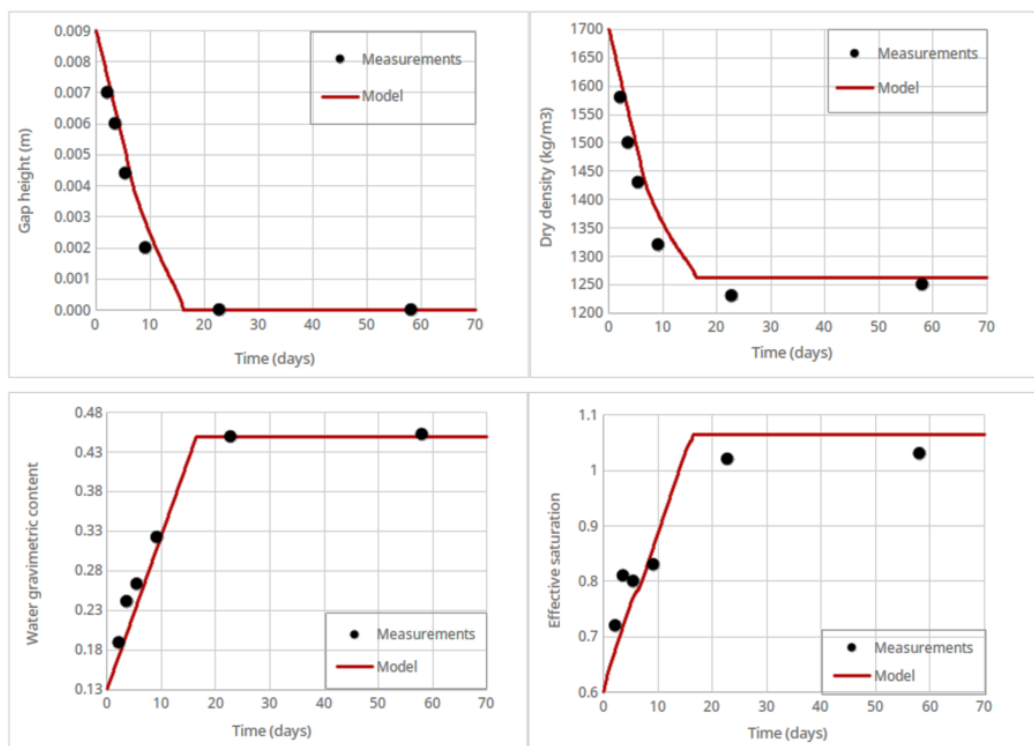 Gap height (m)
0.009
0.008
0.007
0.006
0.005
0.004
0.003
0.002
0.001
0.000
0 10 20 30 40 50 60 70
Time (days)
Measurements
Model
Dry density (kg/m3)
1700
1650
1600
1550
1500
1450
1400
1350
1300
1250
1200
0 10 20 30 40 50 60 70
Time (days)
Measurements
Model
Water gravimetric content
0.48
0.43
0.38
0.33
0.28
0.23
0.18
0.13
0 10 20 30 40 50 60 70
Time (days)
Measurements
Model
Effective saturation
1.1
1
0.9
0.8
0.7
0.6
0 10 20 30 40 50 60 70
Time (days)
Measurements
Model